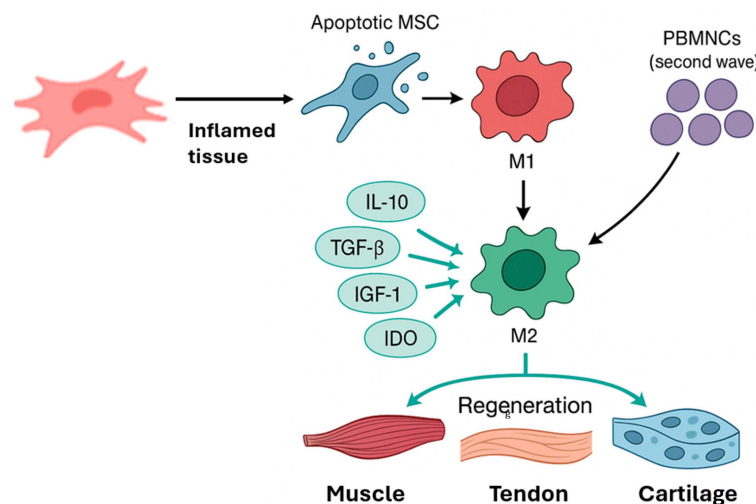 Apoptotic MSC
PBMNCs
(second wave)
Inflamed
tissue
M1
IL-10
TGF-β
IGF-1
IDO
M2
Regeneration
g
Muscle
Tendon
Cartilage